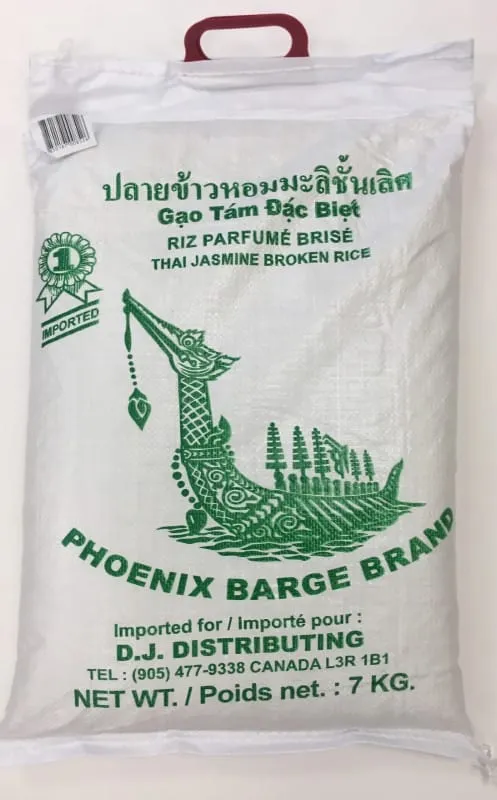 ปลายข้าวหอมมะลิชั้นเลิศ
Gạo Tám Đặc Biệt
RIZ PARFUMÉ BRISÉ
THAI JASMINE BROKEN RICE
1
IMPORTED
PHOENIX BARGE BRAND
Imported for / Importé pour :
D.J. DISTRIBUTING
TEL : (905) 477-9338 CANADA L3R 1B1
NET WT. / Poids net. : 7 KG.